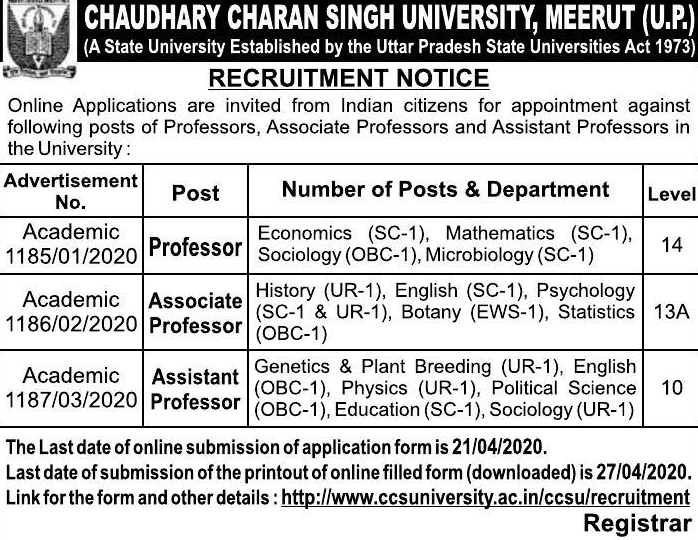 CHAUDHARY CHARAN SINGH UNIVERSITY, MEERUT (U.P.)
(A State University Established by the Uttar Pradesh State Universities Act 1973)
RECRUITMENT NOTICE
Online Applications are invited from Indian citizens for appointment against
following posts of Professors, Associate Professors and Assistant Professors in
the University :
Advertisement No. Post Number of Posts & Department Level
Academic 1185/01/2020
Professor
Economics (SC-1), Mathematics (SC-1),
Sociology (OBC-1), Microbiology (SC-1)
14
Academic 1186/02/2020
Associate Professor
History (UR-1), English (SC-1), Psychology
(SC-1 & UR-1), Botany (EWS-1), Statistics
(OBC-1)
13A
Academic 1187/03/2020
Assistant Professor
Genetics & Plant Breeding (UR-1), English
(OBC-1), Physics (UR-1), Political Science
(OBC-1), Education (SC-1), Sociology (UR-1)
10
The Last date of online submission of application form is 21/04/2020.
Last date of submission of the printout of online filled form (downloaded) is 27/04/2020.
Link for the form and other details : http://www.ccsuniversity.ac.in/ccsu/recruitment
Registrar